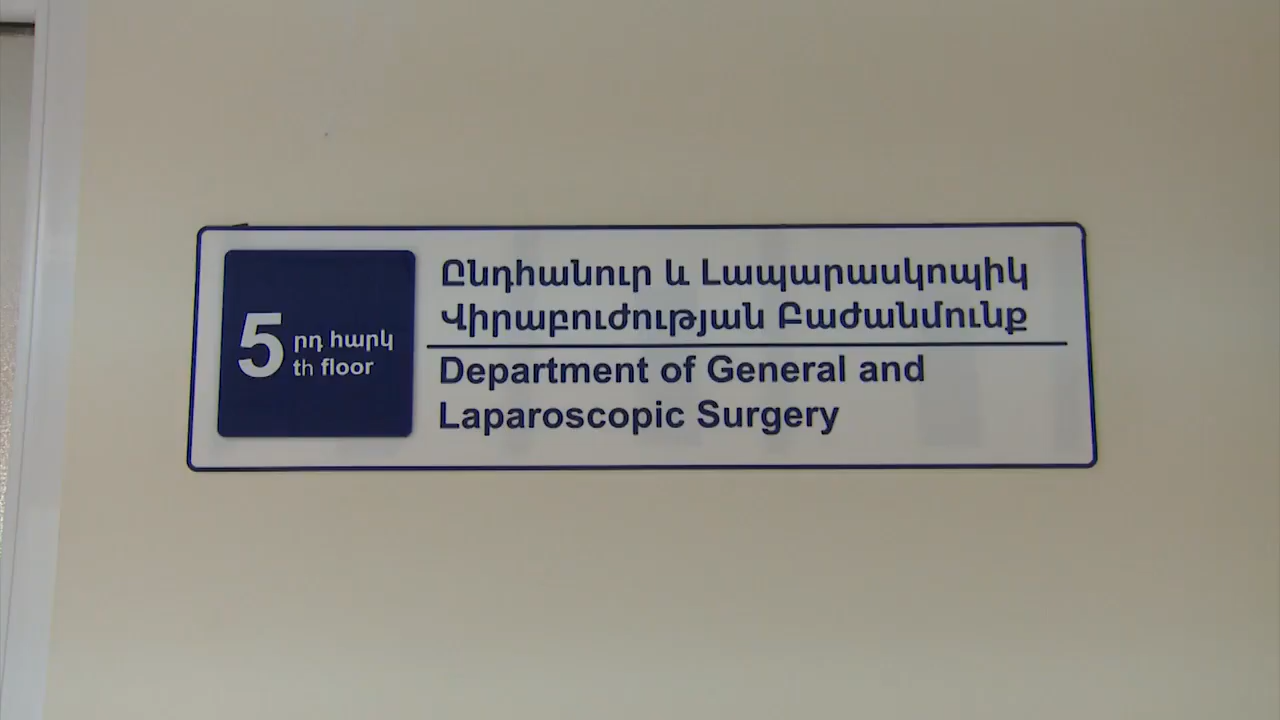 5 րդ հարկ
th floor
Ընդհանուր և Լապարասկոպիկ
Վիրաբուժության Բաժանմունք
Department of General and
Laparoscopic Surgery